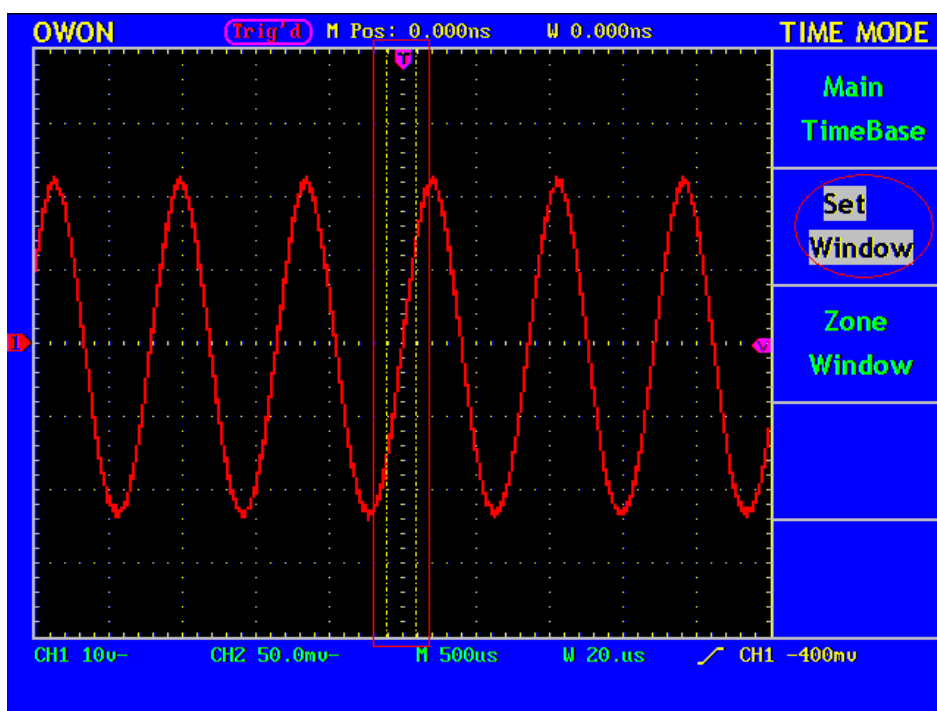 OWON Trig'd M Pos: 0.000ns W 0.000ns TIME MODE
T
Main
TimeBase
Set
Window
Zone
Window
1
V
CH1 10v- CH2 50.0mv- M 500us W 20.us CH1 -400mv